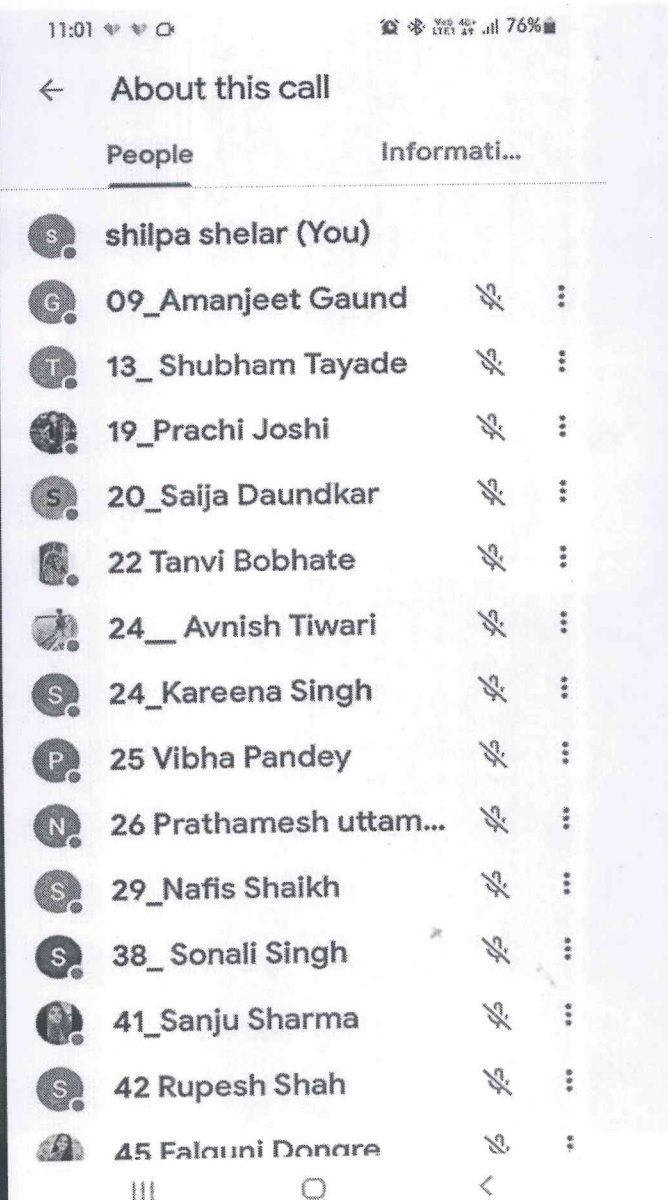 11:01 76%
About this call
People Informati...
S shilpa shelar (You)
G 09_Amanjeet Gaund
T 13_ Shubham Tayade
19_Prachi Joshi
S 20_Saija Daundkar
22 Tanvi Bobhate
24__ Avnish Tiwari
S 24_Kareena Singh
P 25 Vibha Pandey
N 26 Prathamesh uttam...
S 29_Nafis Shaikh
S 38_ Sonali Singh
41_Sanju Sharma
S 42 Rupesh Shah
45 Falguni Dongre